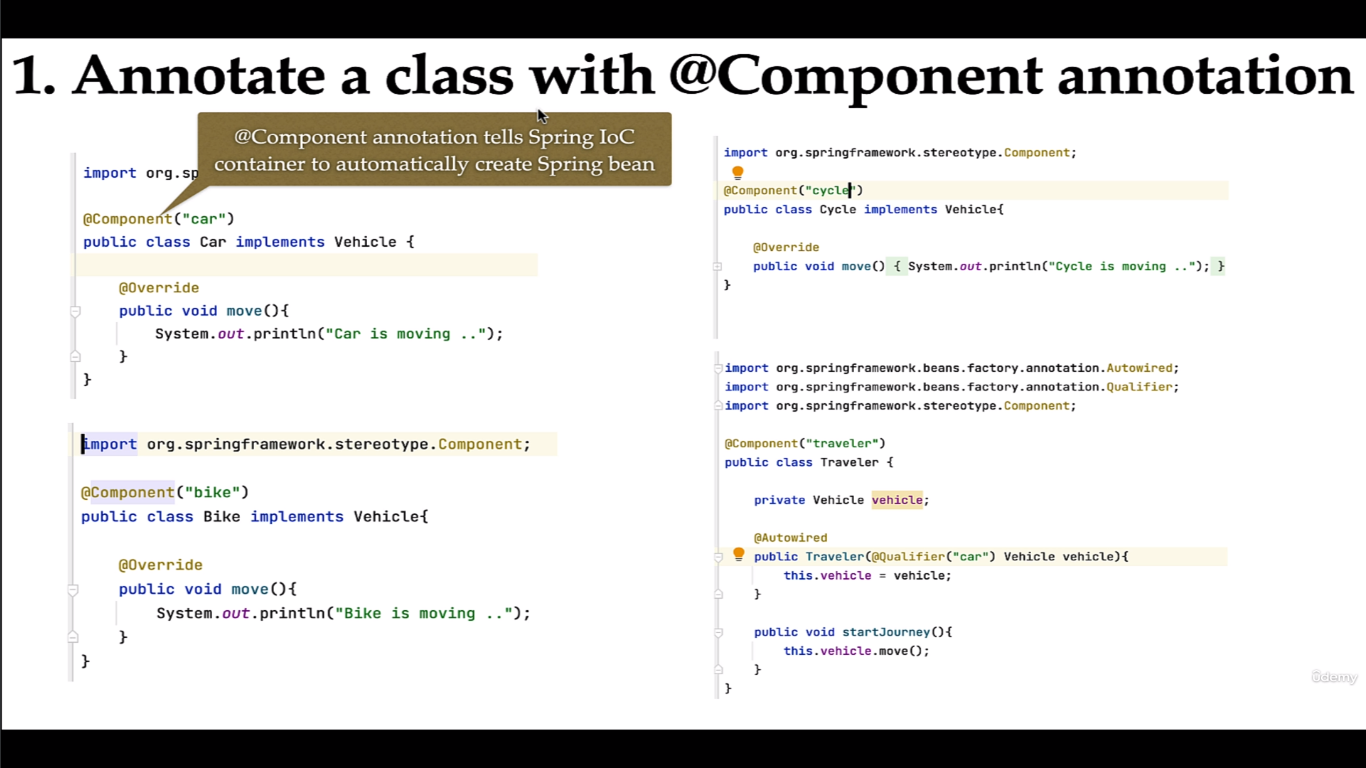 1. Annotate a class with @Component annotation
@Component annotation tells Spring IoC
container to automatically create Spring bean
import org.sp
@Component("car")
public class Car implements Vehicle {
@Override
public void move(){
System.out.println("Car is moving ..");
}
}
import org.springframework.stereotype.Component;
@Component("bike")
public class Bike implements Vehicle{
@Override
public void move(){
System.out.println("Bike is moving ..");
}
}
import org.springframework.stereotype.Component;
@Component("cycle")
public class Cycle implements Vehicle{
@Override
public void move() { System.out.println("Cycle is moving .."); }
}
import org.springframework.beans.factory.annotation.Autowired;
import org.springframework.beans.factory.annotation.Qualifier;
import org.springframework.stereotype.Component;
@Component("traveler")
public class Traveler {
private Vehicle vehicle;
@Autowired
public Traveler(@Qualifier("car") Vehicle vehicle){
this.vehicle = vehicle;
}
public void startJourney(){
this.vehicle.move();
}
}
ûdemy